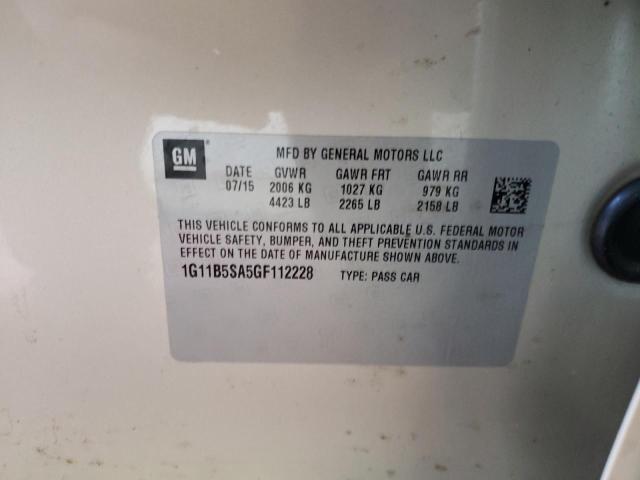 GM
MFD BY GENERAL MOTORS LLC
DATE GVWR GAWR FRT GAWR RR
07/15 2006 KG 1027 KG 979 KG
4423 LB 2265 LB 2158 LB
THIS VEHICLE CONFORMS TO ALL APPLICABLE U.S. FEDERAL MOTOR
VEHICLE SAFETY, BUMPER, AND THEFT PREVENTION STANDARDS IN
EFFECT ON THE DATE OF MANUFACTURE SHOWN ABOVE.
1G11B5SA5GF112228 TYPE: PASS CAR